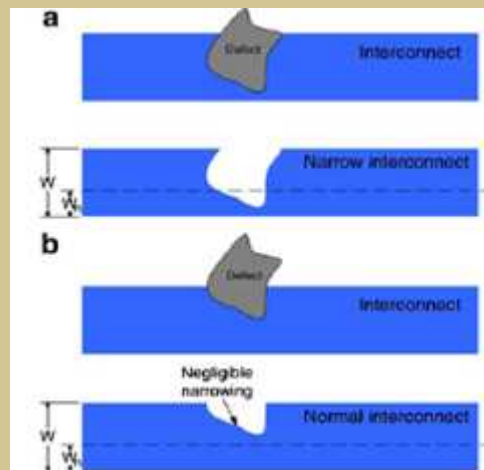 a
Defect
Interconnect
W
Narrow interconnect
W
b
Defect
Interconnect
Negligible
narrowing
W
Normal interconnect
W